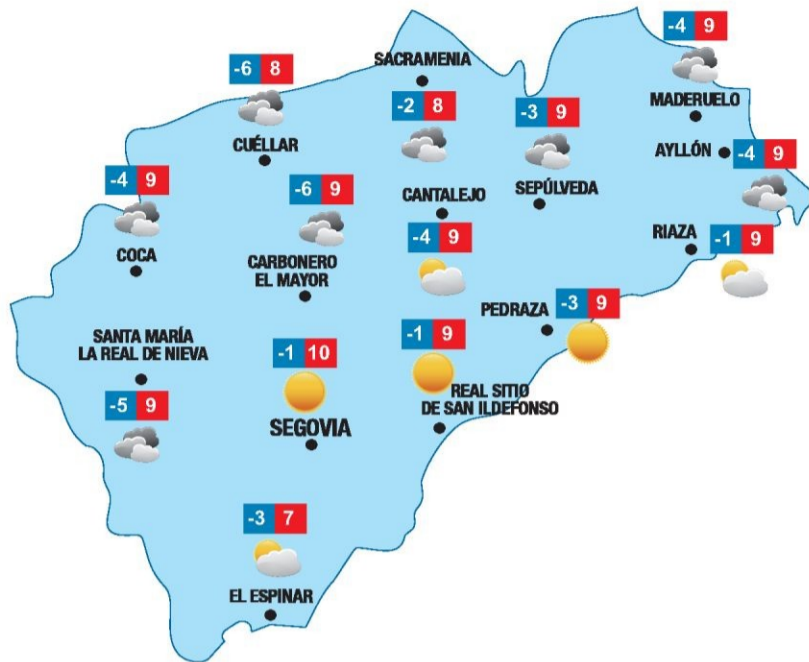 -4 9
SACRAMENIA
-6 8
MADERUELO
-2 8
-3 9
CUÉLLAR
AYLLÓN
-4 9
-4 9
-6 9
CANTALEJO
SEPÚLVEDA
COCA
CARBONERO
EL MAYOR
-4 9
RIAZA
-1 9
PEDRAZA
-3 9
SANTA MARÍA
LA REAL DE NIEVA
-1 10
-1 9
REAL SITIO
DE SAN ILDEFONSO
-5 9
SEGOVIA
-3 7
EL ESPINAR